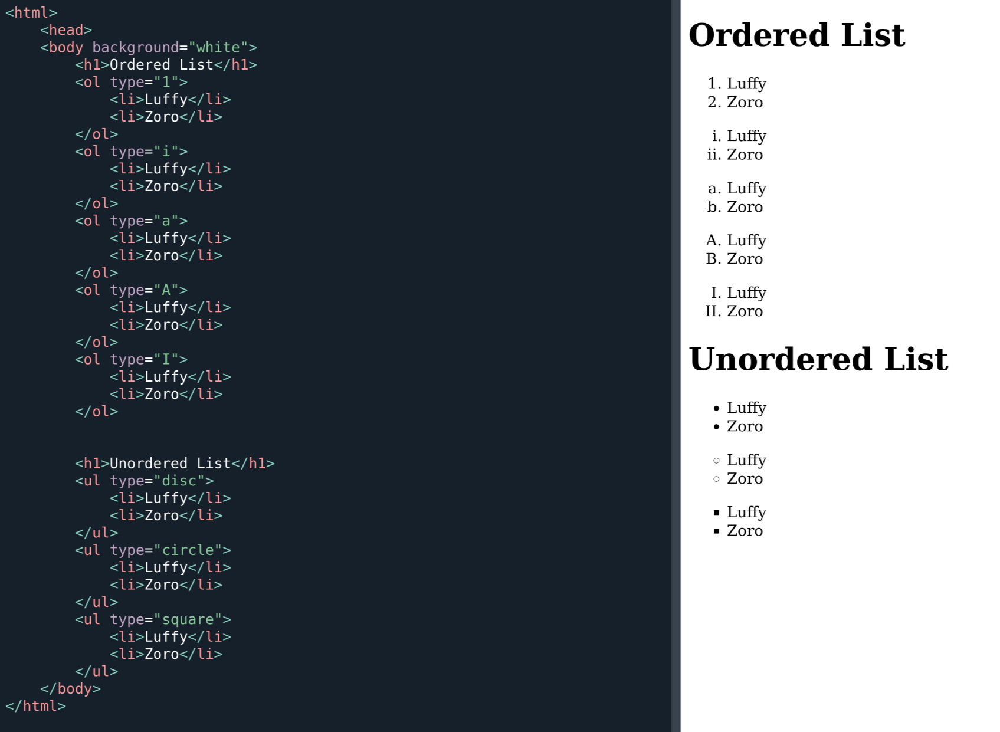 <html>
    <head>
    <body background="white">
        <h1>Ordered List</h1>
        <ol type="1">
            <li>Luffy</li>
            <li>Zoro</li>
        </ol>
        <ol type="i">
            <li>Luffy</li>
            <li>Zoro</li>
        </ol>
        <ol type="a">
            <li>Luffy</li>
            <li>Zoro</li>
        </ol>
        <ol type="A">
            <li>Luffy</li>
            <li>Zoro</li>
        </ol>
        <ol type="I">
            <li>Luffy</li>
            <li>Zoro</li>
        </ol>
        <h1>Unordered List</h1>
        <ul type="disc">
            <li>Luffy</li>
            <li>Zoro</li>
        </ul>
        <ul type="circle">
            <li>Luffy</li>
            <li>Zoro</li>
        </ul>
        <ul type="square">
            <li>Luffy</li>
            <li>Zoro</li>
        </ul>
    </body>
</html>
Ordered List
1. Luffy
2. Zoro
i. Luffy
ii. Zoro
a. Luffy
b. Zoro
A. Luffy
B. Zoro
I. Luffy
II. Zoro
Unordered List
• Luffy
• Zoro
◦ Luffy
◦ Zoro
▪ Luffy
▪ Zoro